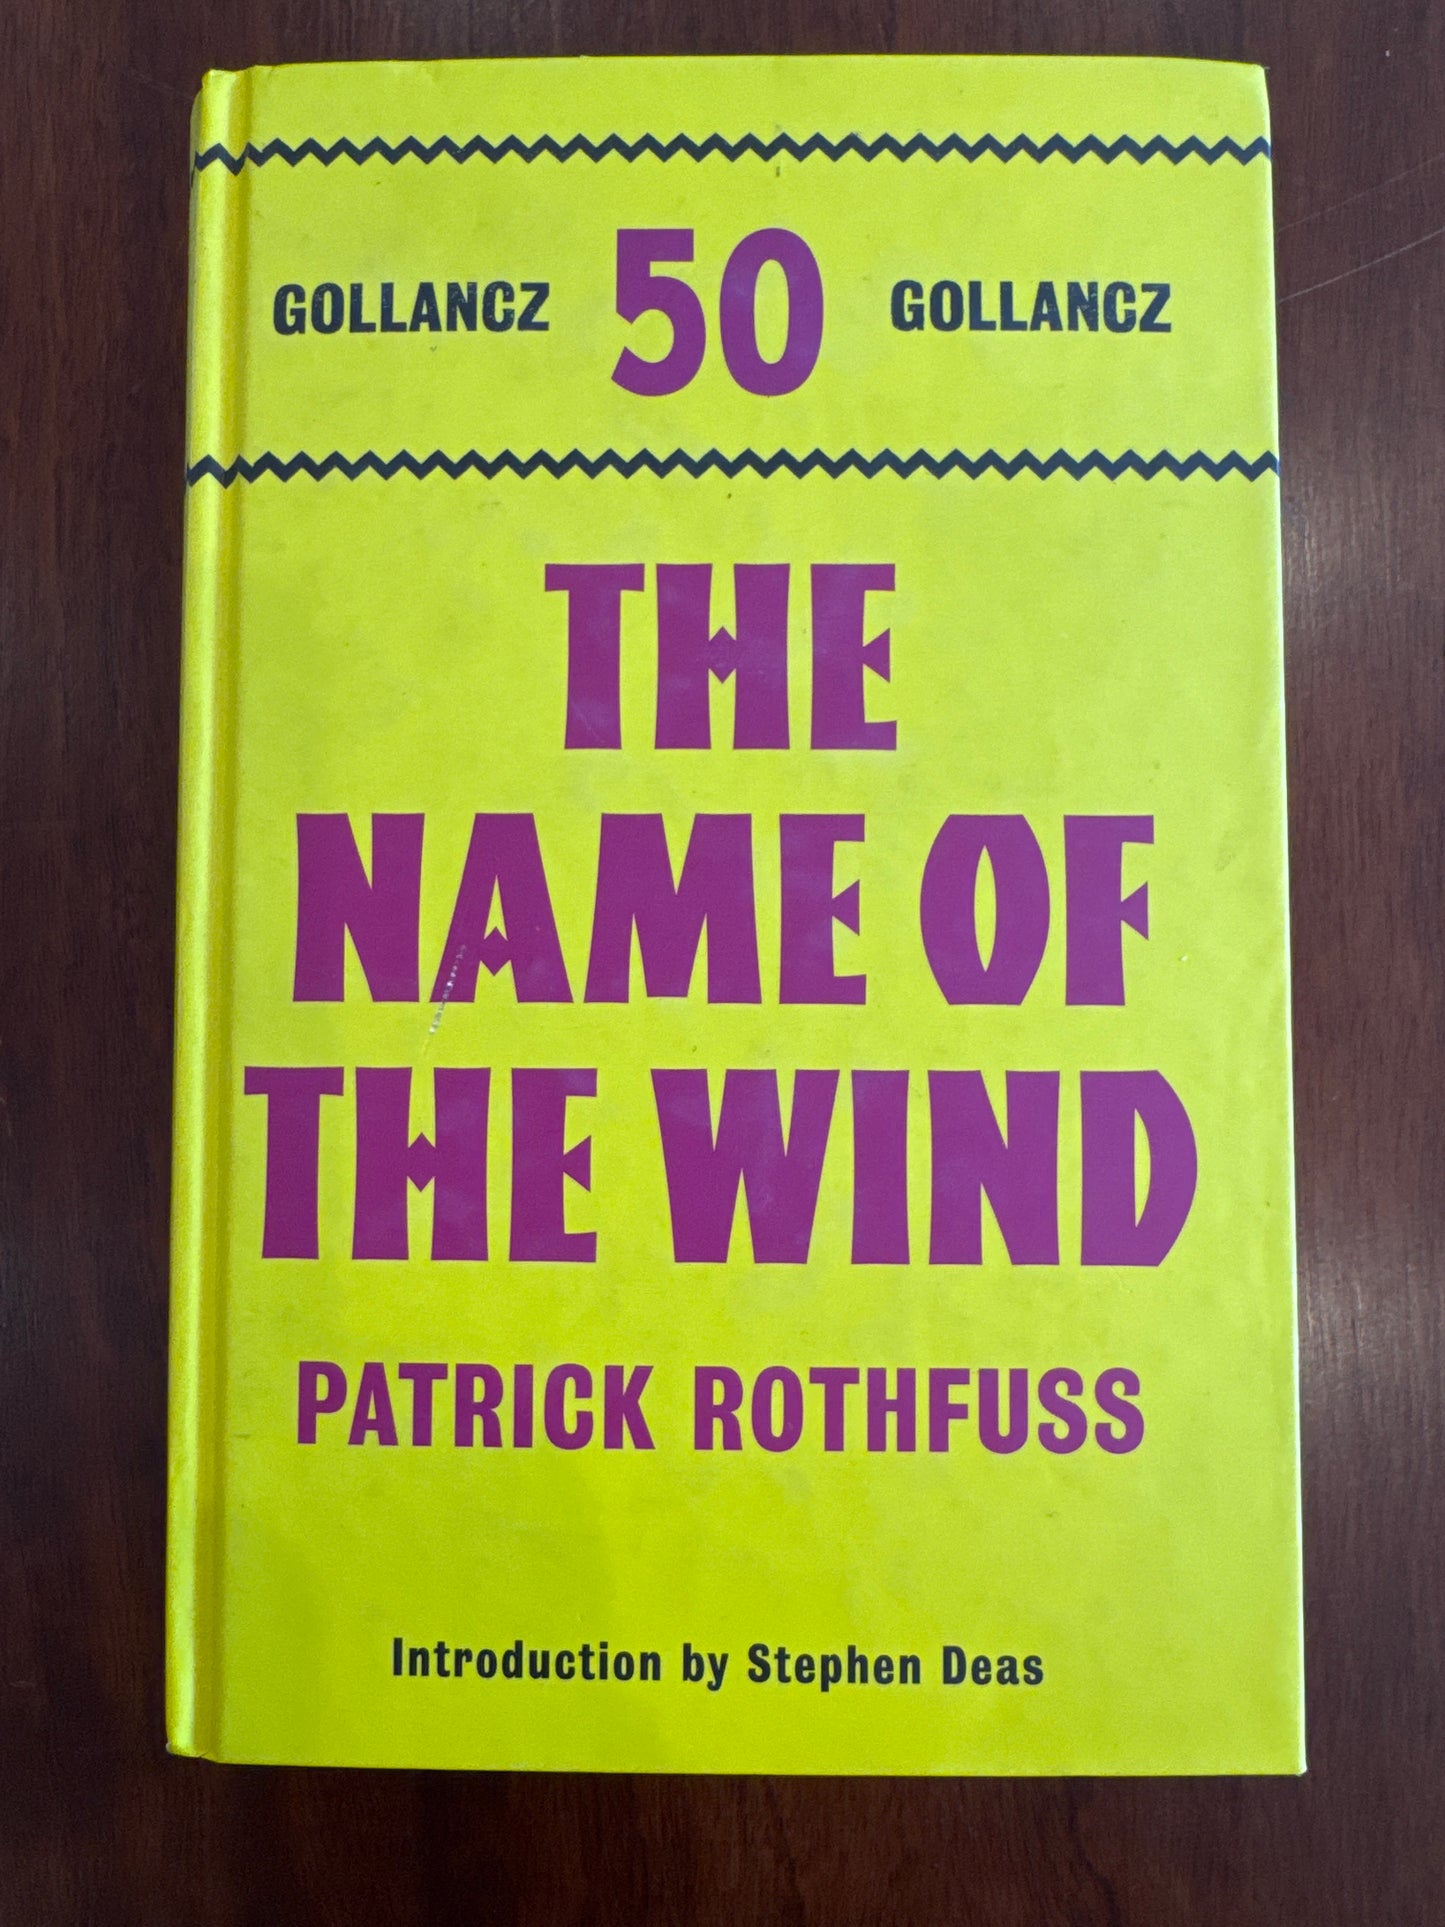 GOLLANCZ 50 GOLLANCZ
THE
NAME OF
THE WIND
PATRICK ROTHFUSS
Introduction by Stephen Deas